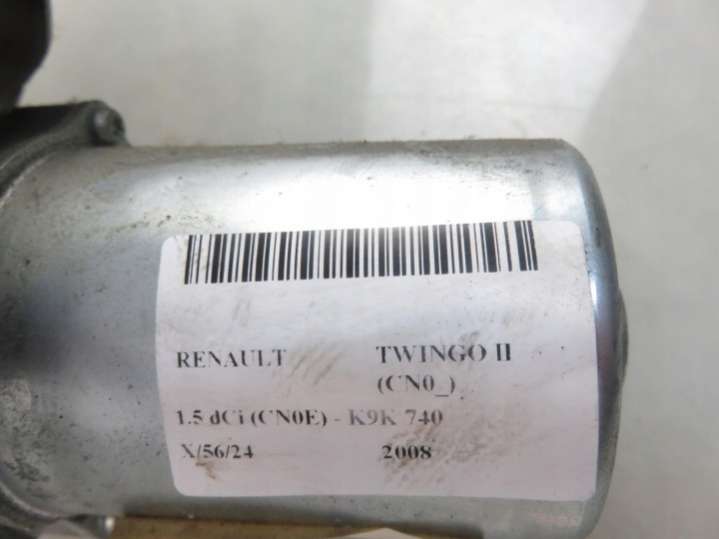 RENAULT TWINGO II
(CN0_)
1.5 dCi (CN0E) - K9K 740
X/56/24 2008